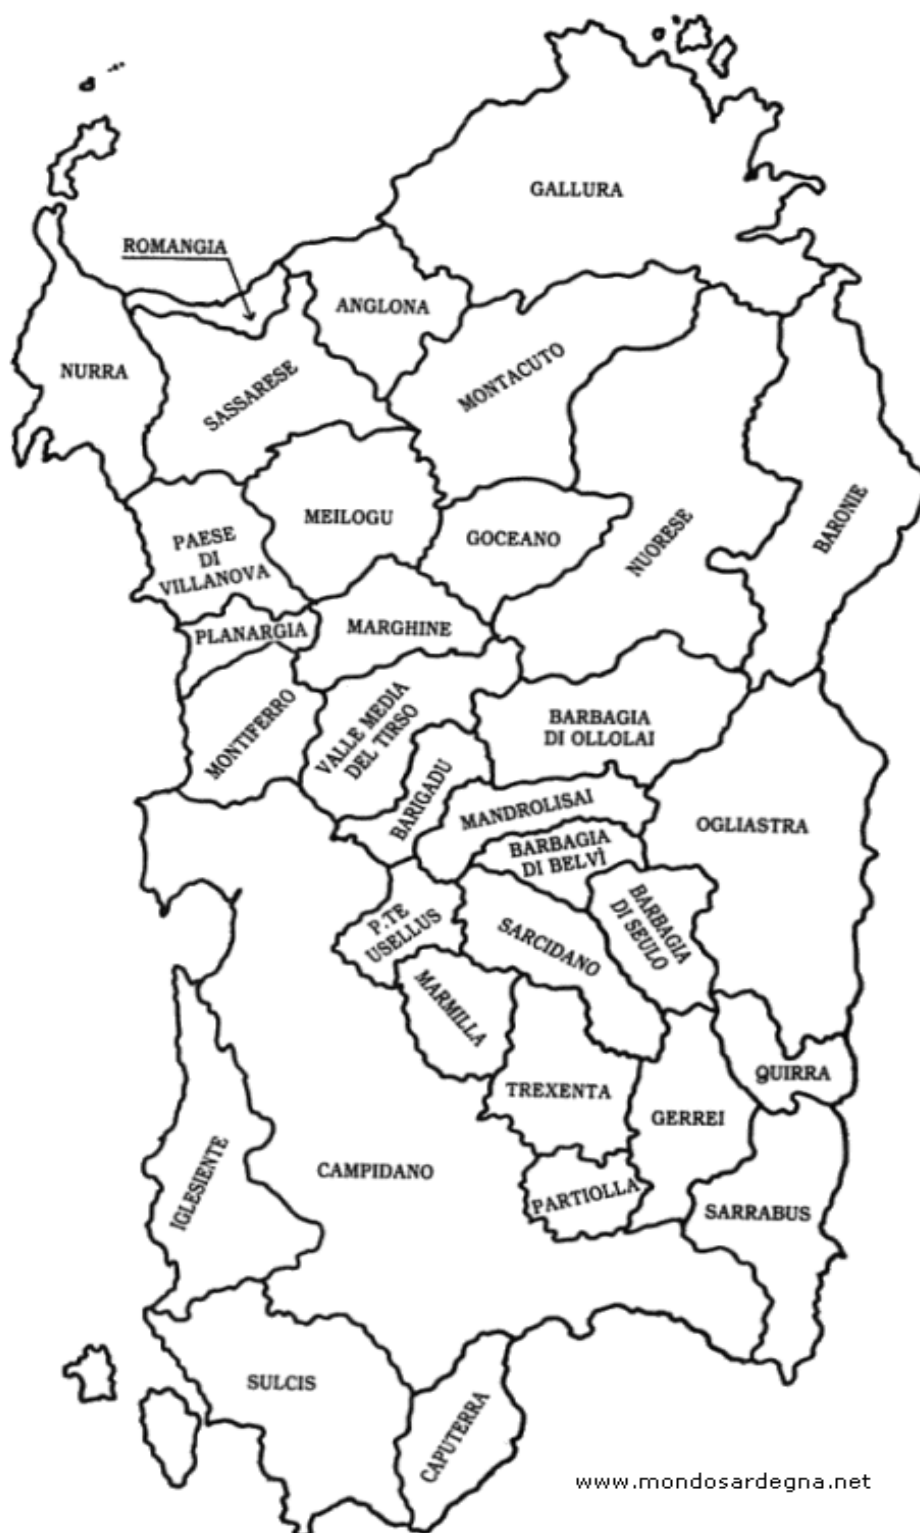 GALLURA
ROMANGIA
ANGLONA
NURRA
SASSARESE
MONTACUTO
MEILOGU
GOCEANO
NUORESE
BARONIE
PAESE
DI
VILLANOVA
PLANARGIA
MARGHINE
MONTIFERRO
VALLE MEDIA
DEL TIRSO
BARBAGIA
DI OLLOLAI
BARIGADU
MANDROLISAI
OGLIASTRA
BARBAGIA
DI BELVÌ
P.TE
USELLUS
SARCIDANO
BARBAGIA
DI SEULO
MARMILLA
TREXENTA
GERREI
QUIRRA
IGLESIENTE
CAMPIDANO
PARTIOLLA
SARRABUS
SULCIS
CAPUTERRA
www.mondosardegna.net